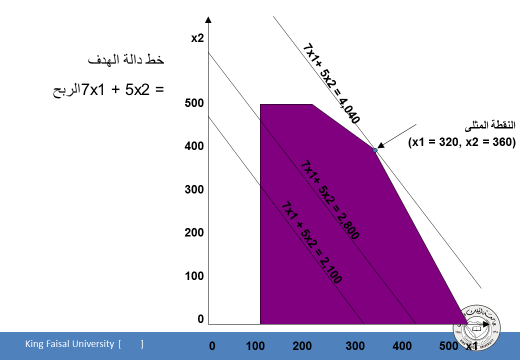 x2
خط دالة الهدف
الربح7x1 + 5x2 =
7x1+ 5x2 = 4,040
500
النقطة المثلى
(x1 = 320, x2 = 360)
400
300
7x1+ 5x2 = 2,800
200
7x1 + 5x2 = 2,100
100
0
0 100 200 300 400 500 x1
King Faisal University [ ]